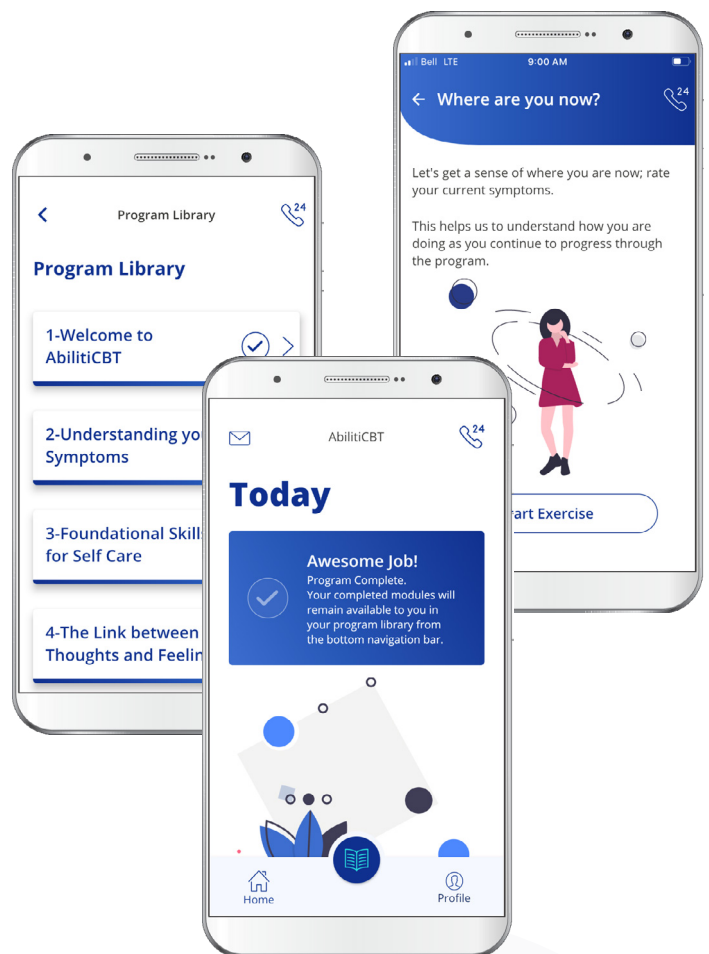 Program Library
24
Program Library
1-Welcome to
AbilitiCBT
2-Understanding yo
Symptoms
3-Foundational Skill
for Self Care
4-The Link between
Thoughts and Feelin
AbilitiCBT
24
Today
Awesome Job!
Program Complete.
Your completed modules will
remain available to you in
your program library from
the bottom navigation bar.
Home
Profile
Bell LTE
9:00 AM
Where are you now?
24
Let's get a sense of where you are now; rate
your current symptoms.
This helps us to understand how you are
doing as you continue to progress through
the program.
art Exercise